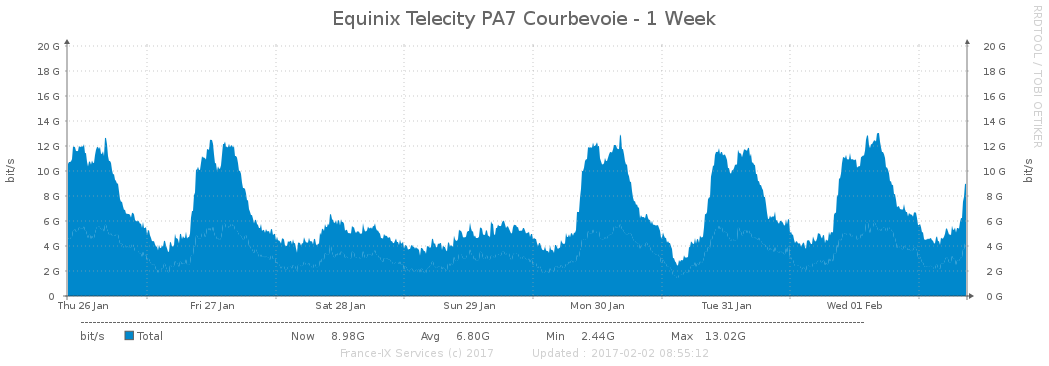 Equinix Telecity PA7 Courbevoie - 1 Week
RRDTOOL / TOBI OETIKER
bit/s
20 G
18 G
16 G
14 G
12 G
10 G
8 G
6 G
4 G
2 G
0
20 G
18 G
16 G
14 G
12 G
10 G
8 G
6 G
4 G
2 G
0 G
bit/s
Thu 26 Jan Fri 27 Jan Sat 28 Jan Sun 29 Jan Mon 30 Jan Tue 31 Jan Wed 01 Feb
bit/s Total Now 8.98G Avg 6.80G Min 2.44G Max 13.02G
France-IX Services (c) 2017 Updated : 2017-02-02 08:55:12